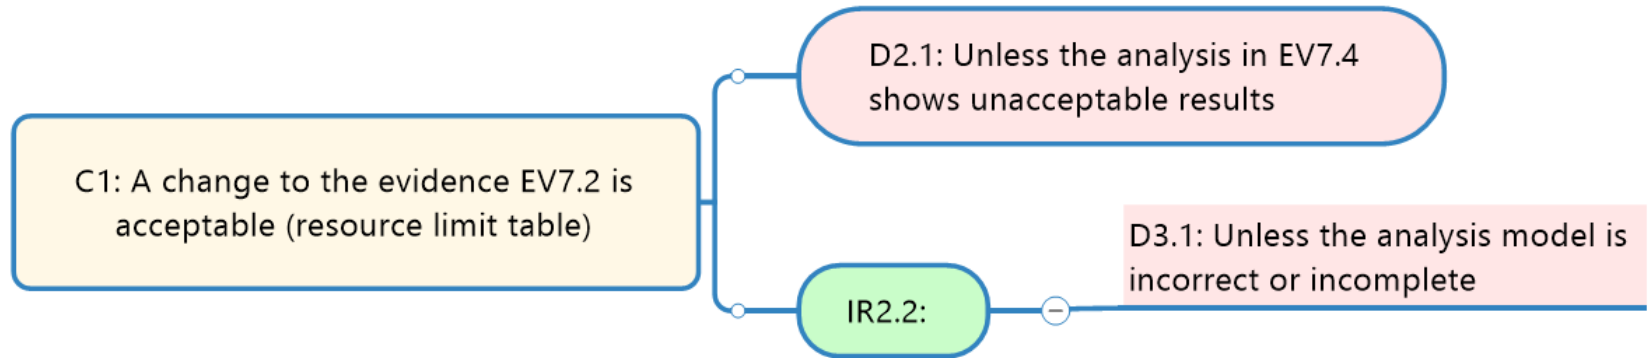 D2.1: Unless the analysis in EV7.4
shows unacceptable results
C1: A change to the evidence EV7.2 is
acceptable (resource limit table)
D3.1: Unless the analysis model is
incorrect or incomplete
IR2.2: